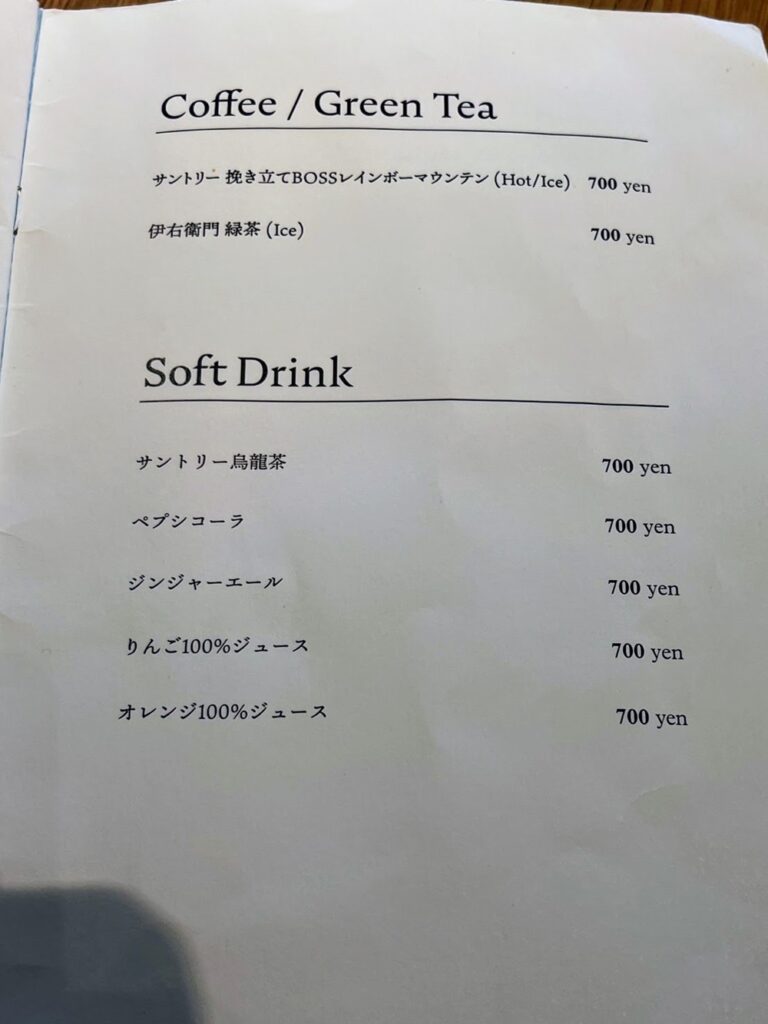 Coffee / Green Tea
サントリー 挽き立てBOSSレインボーマウンテン (Hot/Ice) 700 yen
伊右衛門 緑茶 (Ice) 700 yen
Soft Drink
サントリー烏龍茶 700 yen
ペプシコーラ 700 yen
ジンジャーエール 700 yen
りんご100%ジュース 700 yen
オレンジ100%ジュース 700 yen